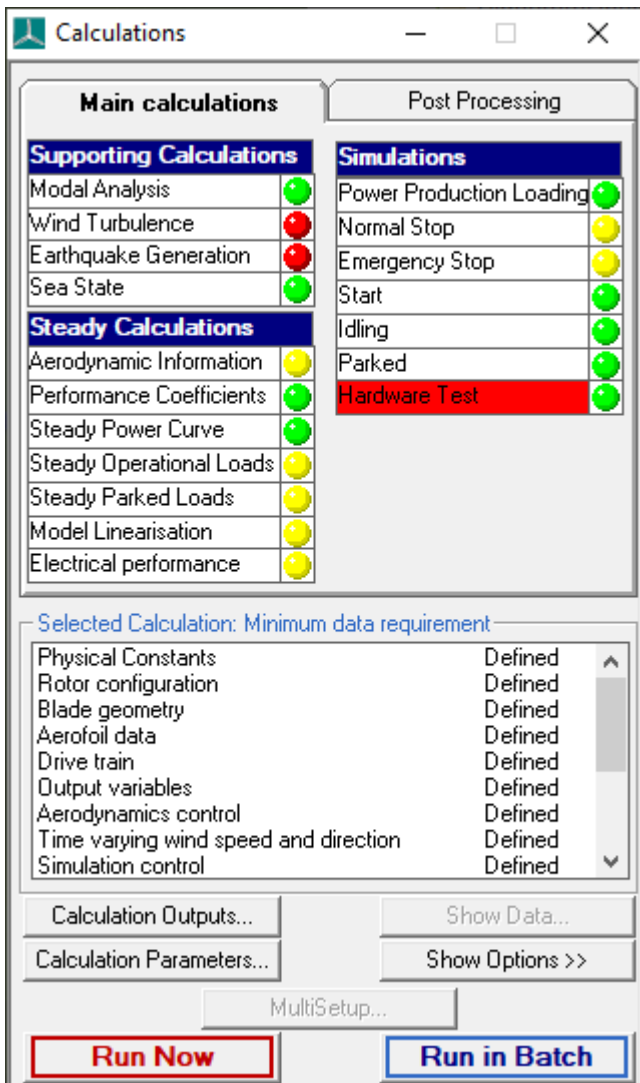 Calculations
Main calculations
Post Processing
Supporting Calculations
Modal Analysis
Wind Turbulence
Earthquake Generation
Sea State
Steady Calculations
Aerodynamic Information
Performance Coefficients
Steady Power Curve
Steady Operational Loads
Steady Parked Loads
Model Linearisation
Electrical performance
Simulations
Power Production Loading
Normal Stop
Emergency Stop
Start
Idling
Parked
Hardware Test
Selected Calculation: Minimum data requirement
Physical Constants Defined
Rotor configuration Defined
Blade geometry Defined
Aerofoil data Defined
Drive train Defined
Output variables Defined
Aerodynamics control Defined
Time varying wind speed and direction Defined
Simulation control Defined
Calculation Outputs... Show Data...
Calculation Parameters... Show Options >>
MultiSetup...
Run Now Run in Batch